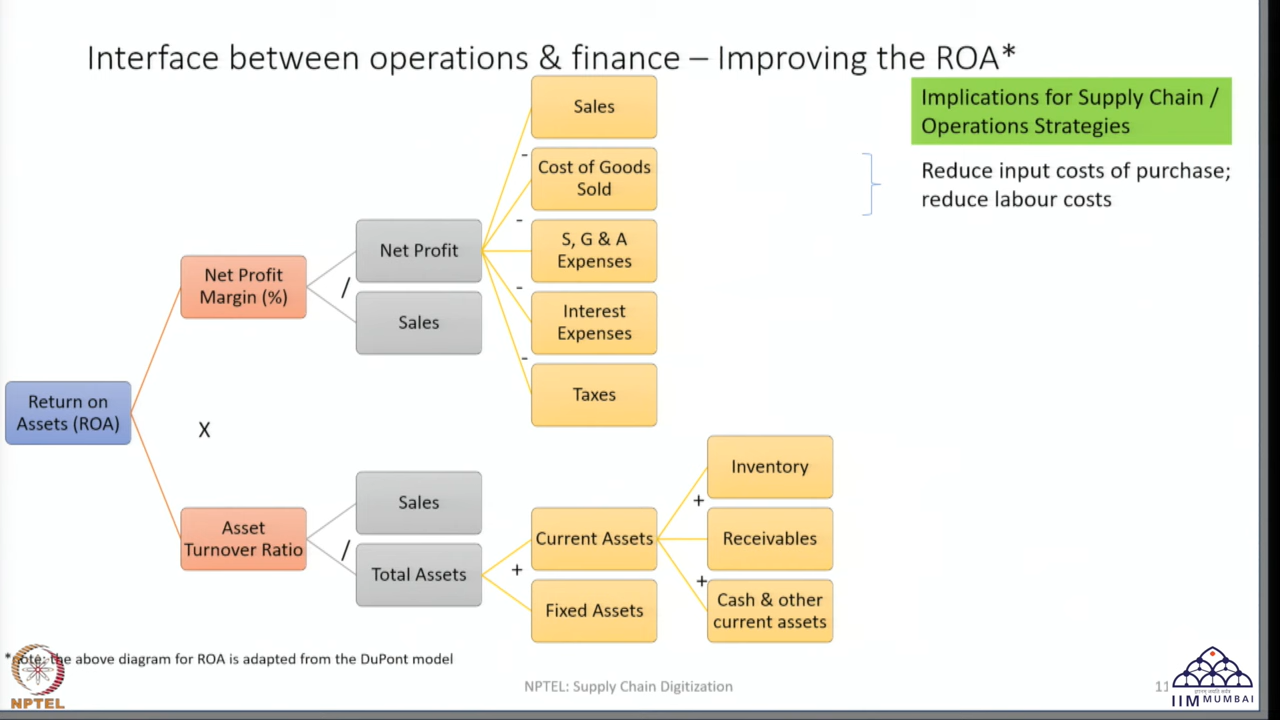 Interface between operations & finance – Improving the ROA*
Implications for Supply Chain /
Operations Strategies
Reduce input costs of purchase;
reduce labour costs
Return on
Assets (ROA)
X
Net Profit
Margin (%)
Net Profit
/
Sales
Sales
-
Cost of Goods
Sold
-
S, G & A
Expenses
-
Interest
Expenses
-
Taxes
Asset
Turnover Ratio
Sales
/
Total Assets
Current Assets
+
Fixed Assets
Inventory
+
Receivables
+
Cash & other
current assets
*note: the above diagram for ROA is adapted from the DuPont model
NPTEL
NPTEL: Supply Chain Digitization
11
IIM MUMBAI